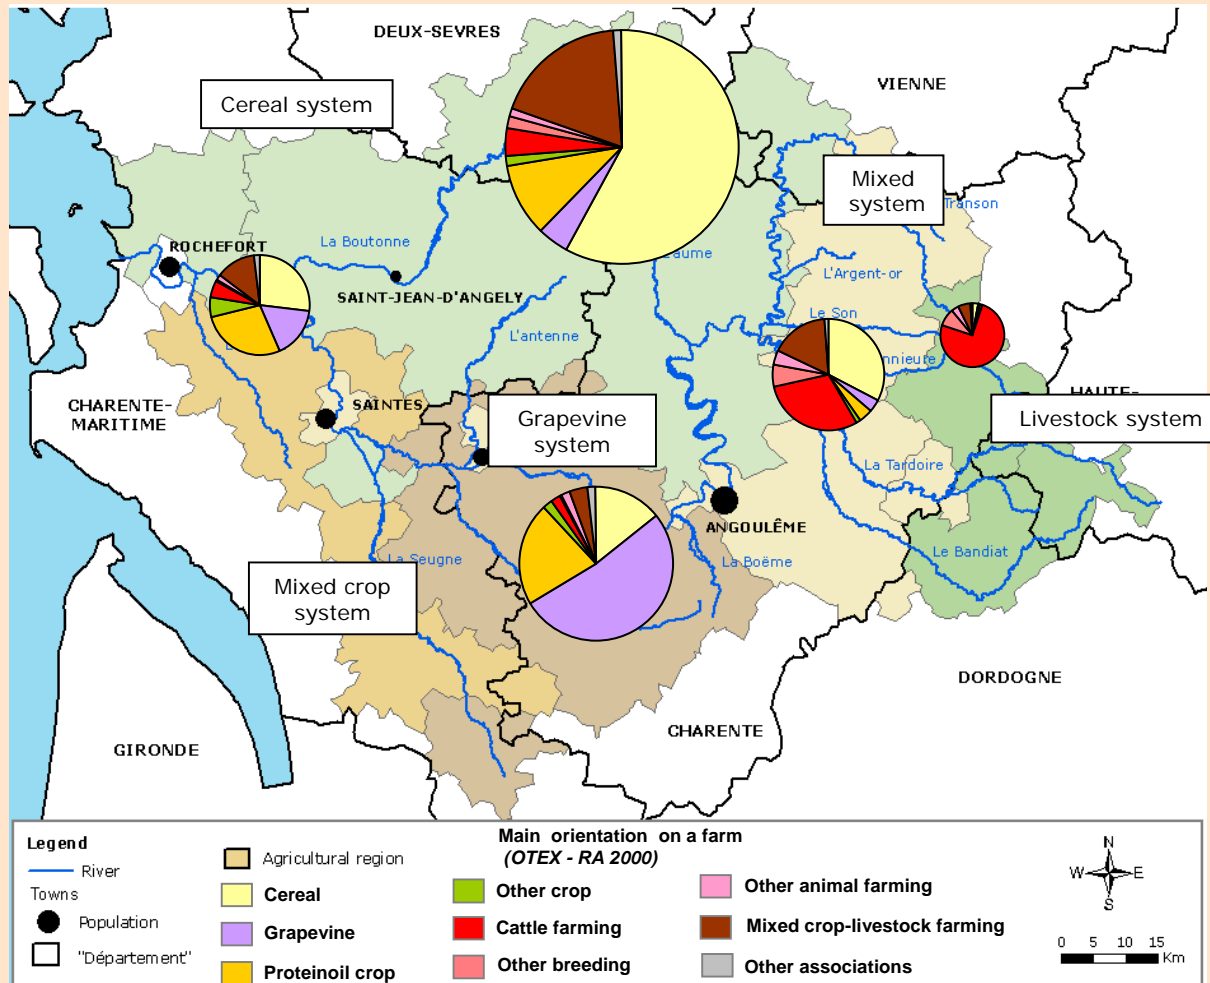 DEUX-SEVRES
VIENNE
Cereal system
Mixed
system
Transon
ROCHEFORT
La Boutonne
L'Argent-or
SAINT-JEAN-D'ANGELY
Le Son
L'antenne
CHARENTE-
MARITIME
SAINTES
Grapevine
system
HAUTE-
Livestock system
La Tardoire
ANGOULÊME
La Seugne
La Boëme
Le Bandiat
Mixed crop
system
DORDOGNE
CHARENTE
GIRONDE
Legend
River
Towns
Population
"Département"
Main orientation on a farm
(OTEX - RA 2000)
Agricultural region
Cereal
Grapevine
Proteinoil crop
Other crop
Cattle farming
Other breeding
Other animal farming
Mixed crop-livestock farming
Other associations
N
W E
S
0 5 10 15
Km